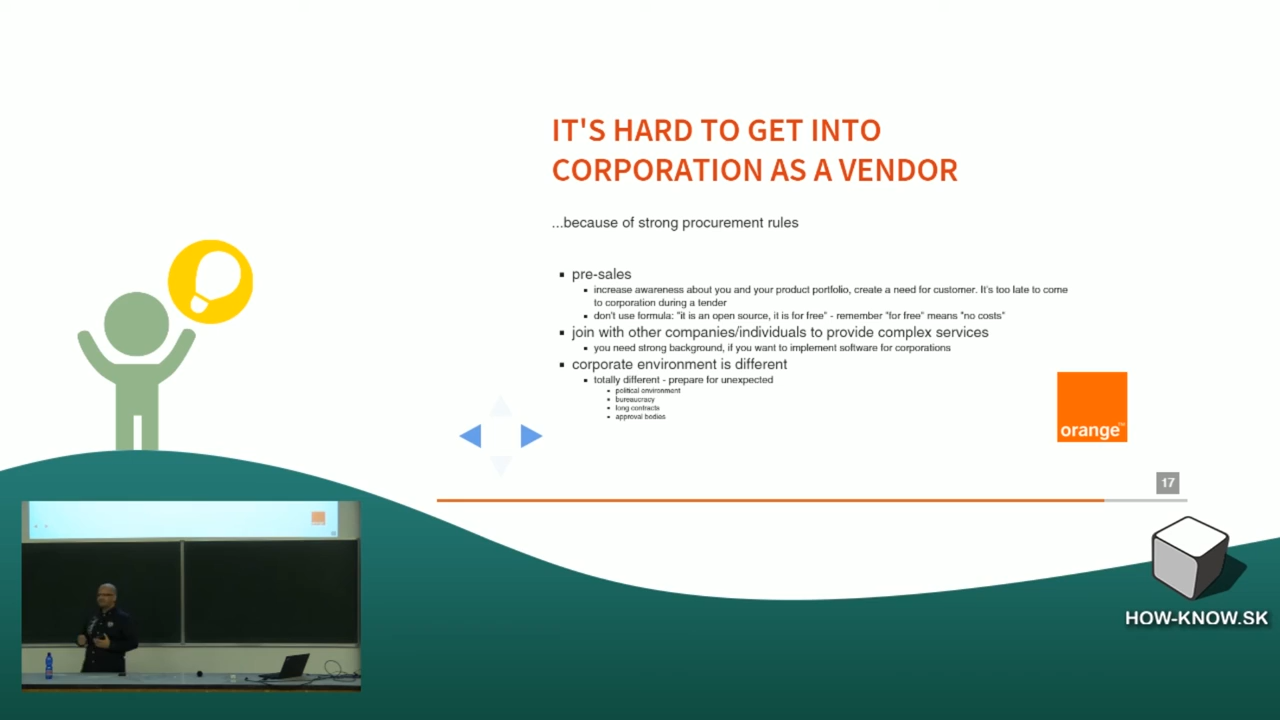 IT'S HARD TO GET INTO
CORPORATION AS A VENDOR
...because of strong procurement rules
pre-sales
increase awareness about you and your product portfolio, create a need for customer. It's too late to come
to corporation during a tender
don't use formula: "it is an open source, it is for free" - remember "for free" means "no costs"
join with other companies/individuals to provide complex services
you need strong background, if you want to implement software for corporations
corporate environment is different
totally different - prepare for unexpected
political environment
bureaucracy
long contracts
approval bodies
orange™
17
HOW-KNOW.SK